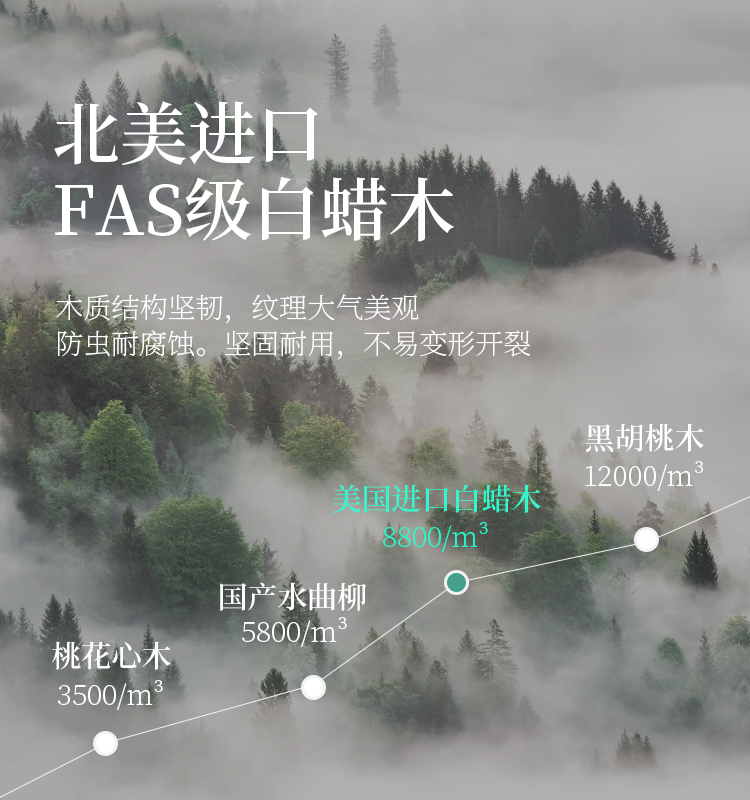 北美进口
FAS级白蜡木
木质结构坚韧，纹理大气美观
防虫耐腐蚀。坚固耐用，不易变形开裂
黑胡桃木
12000/m³
美国进口白蜡木
8800/m³
国产水曲柳
5800/m³
桃花心木
3500/m³